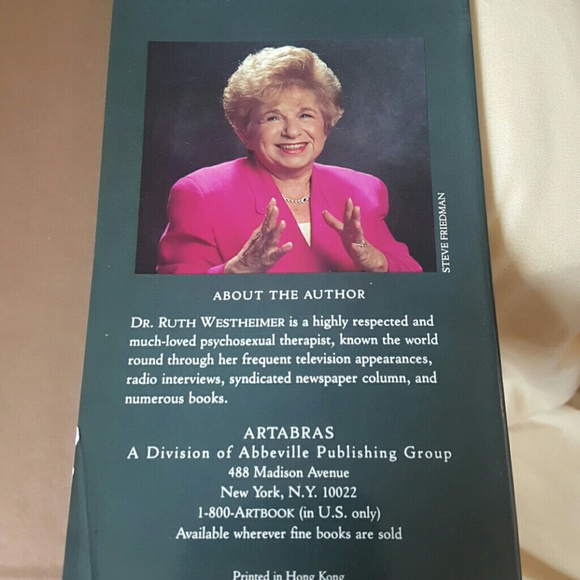 STEVE FRIEDMAN
ABOUT THE AUTHOR
DR. RUTH WESTHEIMER is a highly respected and
much-loved psychosexual therapist, known the world
round through her frequent television appearances,
radio interviews, syndicated newspaper column, and
numerous books.
ARTABRAS
A Division of Abbeville Publishing Group
488 Madison Avenue
New York, N.Y. 10022
1-800-ARTBOOK (in U.S. only)
Available wherever fine books are sold
Printed in Hong Kong